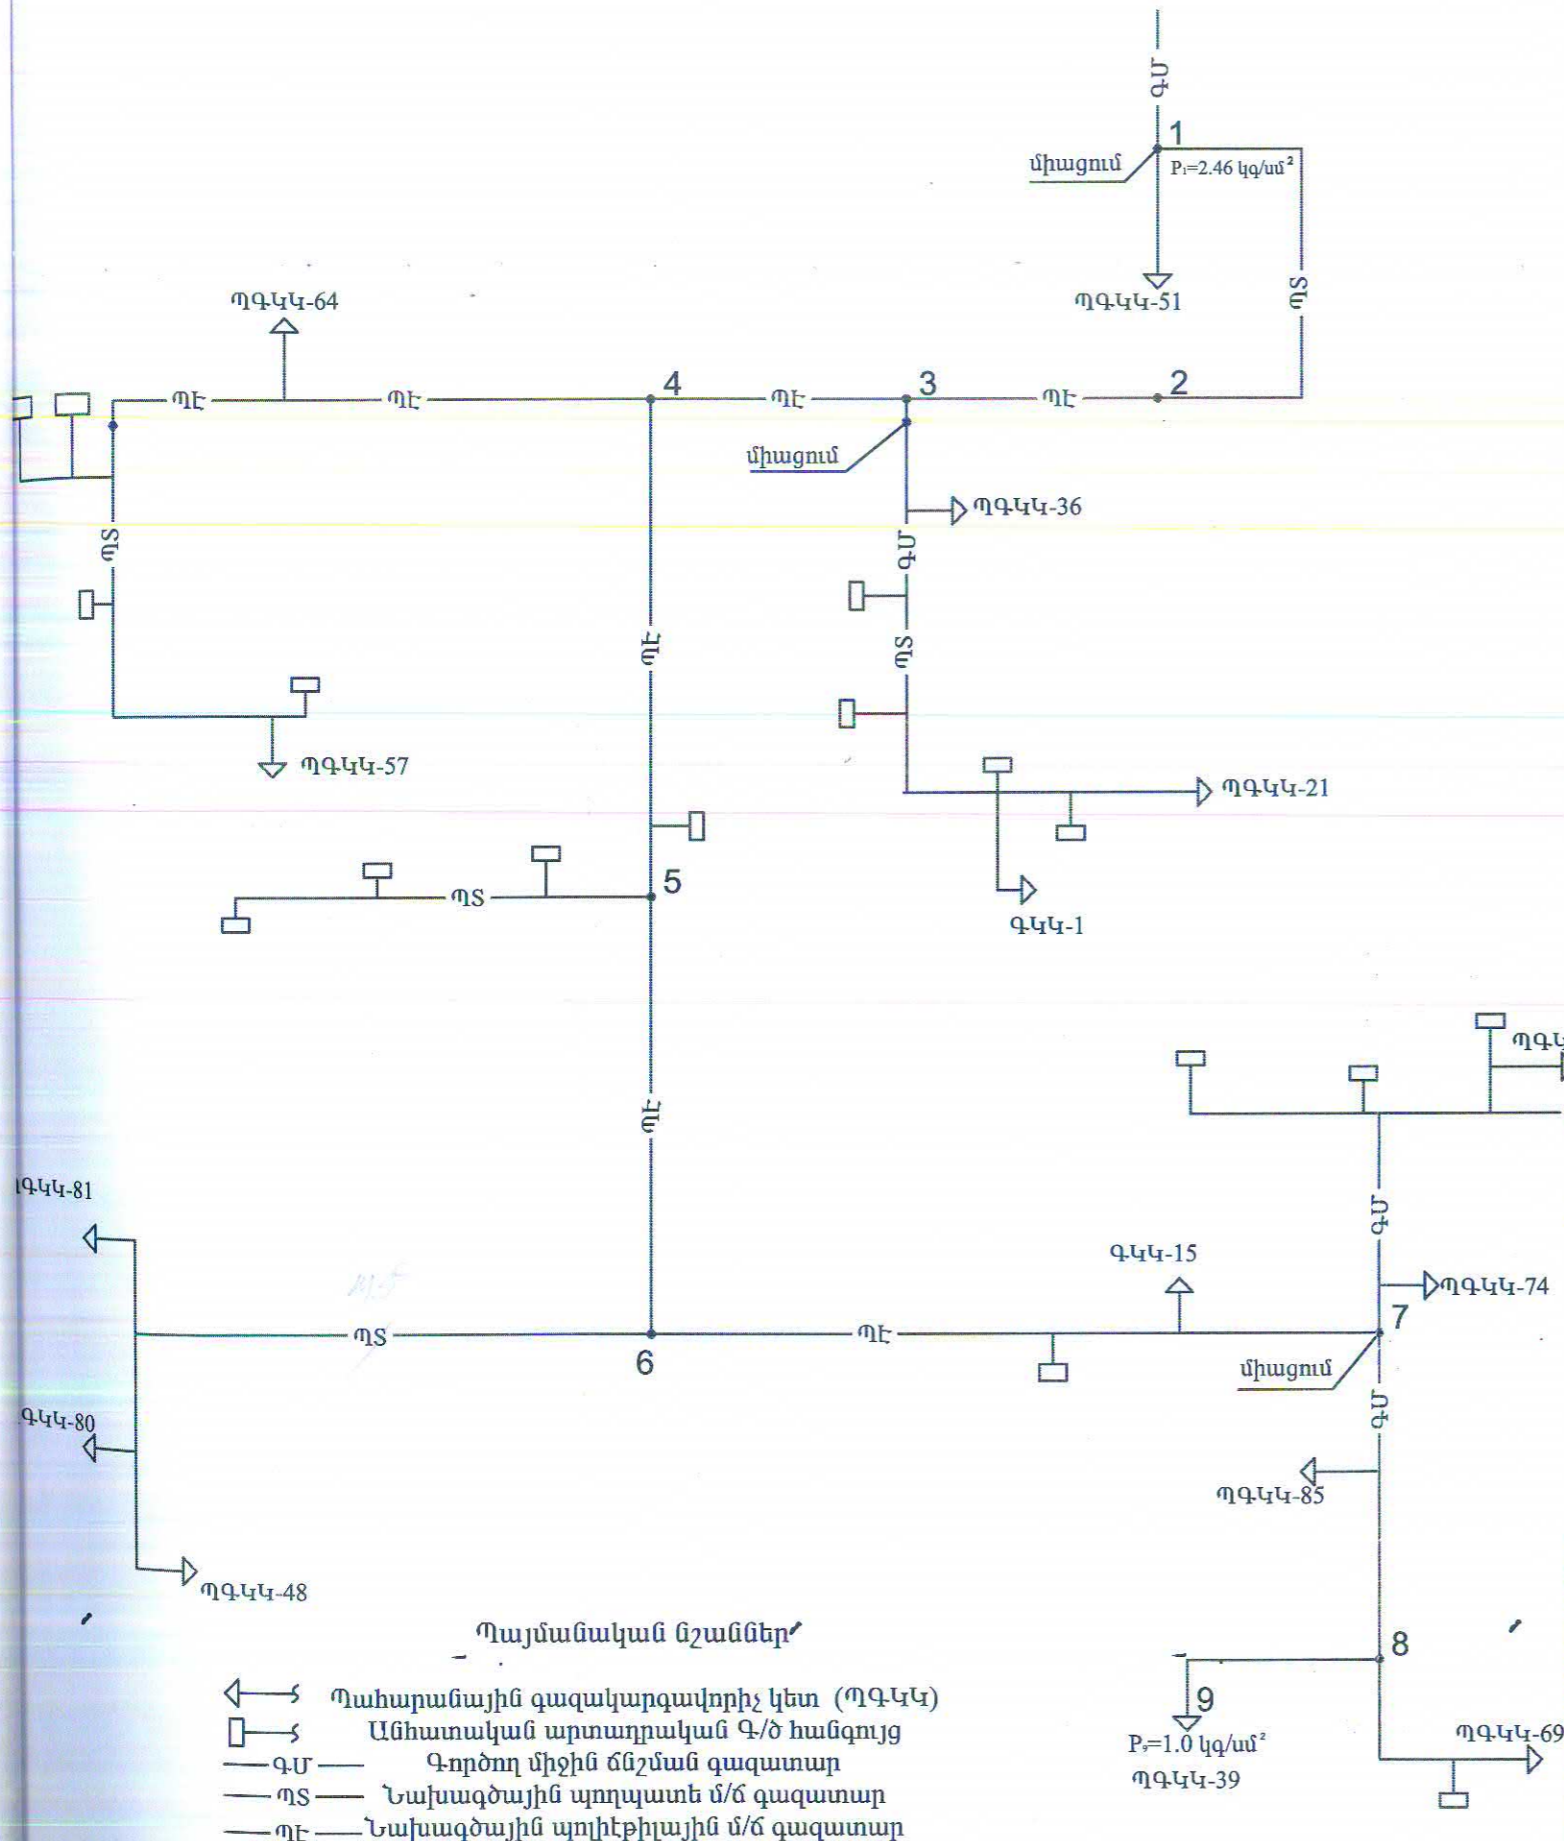 ԳՄ
1
միացում
P₁=2.46 կգ/սմ²
ՊԳԿԿ-64
ՊԳԿԿ-51
ՊՏ
ՊԷ
ՊԷ
4
ՊԷ
3
ՊԷ
2
միացում
ՊԳԿԿ-36
ՊՏ
ԳՄ
ՊԷ
ՊՏ
ՊԳԿԿ-57
ՊԳԿԿ-21
5
ՊՏ
ԳԿԿ-1
ՊԷ
ԳԿԿ-81
ԳՄ
ԳԿԿ-15
ՊԳԿԿ-74
7
ՊՏ
6
ՊԷ
միացում
ԳՄ
ԳԿԿ-80
ՊԳԿԿ-85
ՊԳԿԿ-48
Պայմանական նշաններ
8
Պահարանային գազակարգավորիչ կետ (ՊԳԿԿ)
9
Անհատական արտադրական Գ/ծ հանգույց
P₉=1.0 կգ/սմ²
ՊԳԿԿ-69
ԳՄ Գործող միջին ճնշման գազատար
ՊԳԿԿ-39
ՊՏ Նախագծային պողպատե մ/ճ գազատար
ՊԷ Նախագծային պոլիէթիլային մ/ճ գազատար